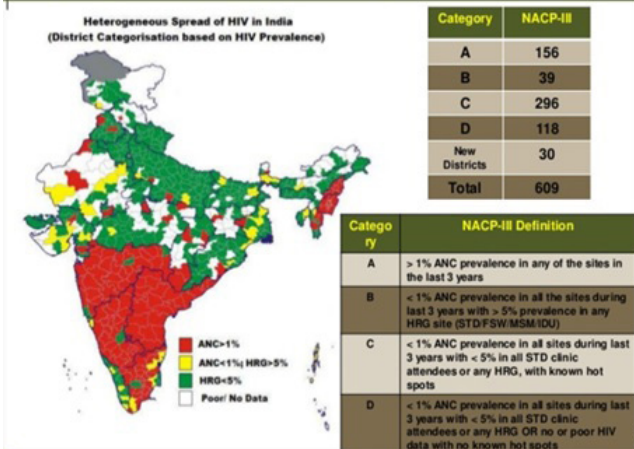 Heterogeneous Spread of HIV in India
(District Categorisation based on HIV Prevalence)
ANC>1%
ANC<1%| HRG>5%
HRG<5%
Poor/ No Data
Category NACP-III
A 156
B 39
C 296
D 118
New
Districts 30
Total 609
Catego
ry NACP-III Definition
A > 1% ANC prevalence in any of the sites in
the last 3 years
B < 1% ANC prevalence in all the sites during
last 3 years with > 5% prevalence in any
HRG site (STD/FSW/MSM/IDU)
C < 1% ANC prevalence in all sites during last
3 years with < 5% in all STD clinic
attendees or any HRG, with known hot
spots
D < 1% ANC prevalence in all sites during last
3 years with < 5% in all STD clinic
attendees or any HRG OR no or poor HIV
data with no known hot spots